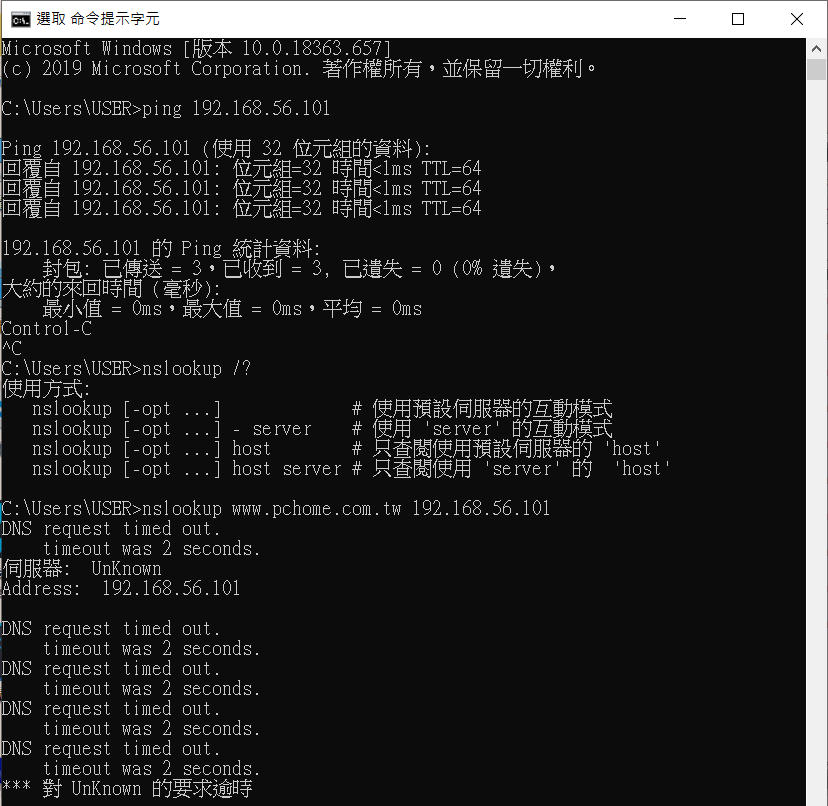 選取 命令提示字元
Microsoft Windows [版本 10.0.18363.657]
(c) 2019 Microsoft Corporation. 著作權所有，並保留一切權利。
C:\Users\USER>ping 192.168.56.101
Ping 192.168.56.101 (使用 32 位元組的資料):
回覆自 192.168.56.101: 位元組=32 時間<1ms TTL=64
回覆自 192.168.56.101: 位元組=32 時間<1ms TTL=64
回覆自 192.168.56.101: 位元組=32 時間<1ms TTL=64
192.168.56.101 的 Ping 統計資料:
封包: 已傳送 = 3，已收到 = 3, 已遺失 = 0 (0% 遺失)，
大約的來回時間 (毫秒):
最小值 = 0ms，最大值 = 0ms，平均 = 0ms
Control-C
^C
C:\Users\USER>nslookup /?
使用方式:
nslookup [-opt ...] # 使用預設伺服器的互動模式
nslookup [-opt ...] - server # 使用 'server' 的互動模式
nslookup [-opt ...] host # 只查閱使用預設伺服器的 'host'
nslookup [-opt ...] host server # 只查閱使用 'server' 的 'host'
C:\Users\USER>nslookup www.pchome.com.tw 192.168.56.101
DNS request timed out.
timeout was 2 seconds.
伺服器: UnKnown
Address: 192.168.56.101
DNS request timed out.
timeout was 2 seconds.
DNS request timed out.
timeout was 2 seconds.
DNS request timed out.
timeout was 2 seconds.
DNS request timed out.
timeout was 2 seconds.
*** 對 UnKnown 的要求逾時